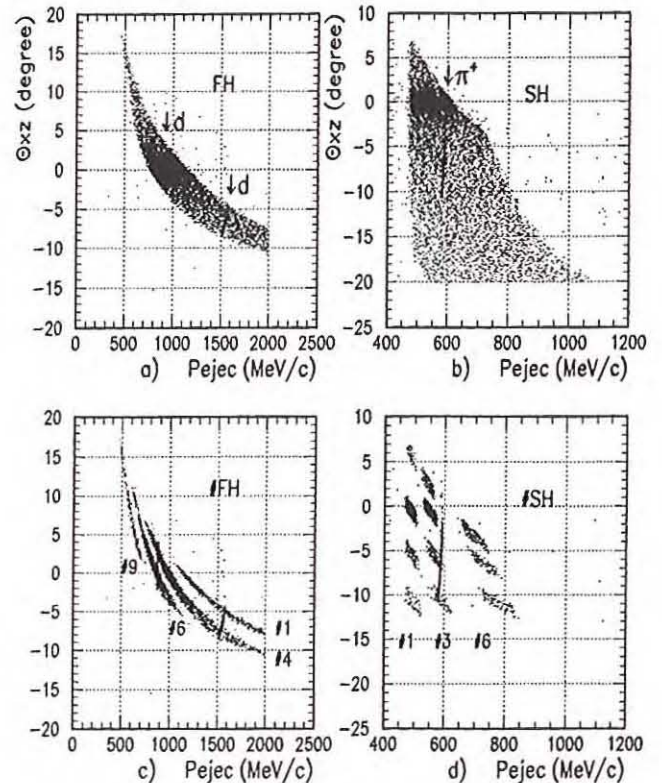 20
15
10
5
0
−5
−10
−15
−20
Θxz (degree)
FH
↓d
↓d
0 500 1000 1500 2000 2500
a) Pejec (MeV/c)
10
5
0
−5
−10
−15
−20
−25
Θxz (degree)
↓π⁺
SH
400 600 800 1000 1200
b) Pejec (MeV/c)
20
15
10
5
0
−5
−10
−15
−20
#FH
#9
#6
#1
#4
0 500 1000 1500 2000 2500
c) Pejec (MeV/c)
10
5
0
−5
−10
−15
−20
−25
#SH
#1 #3 #6
400 600 800 1000 1200
d) Pejec (MeV/c)